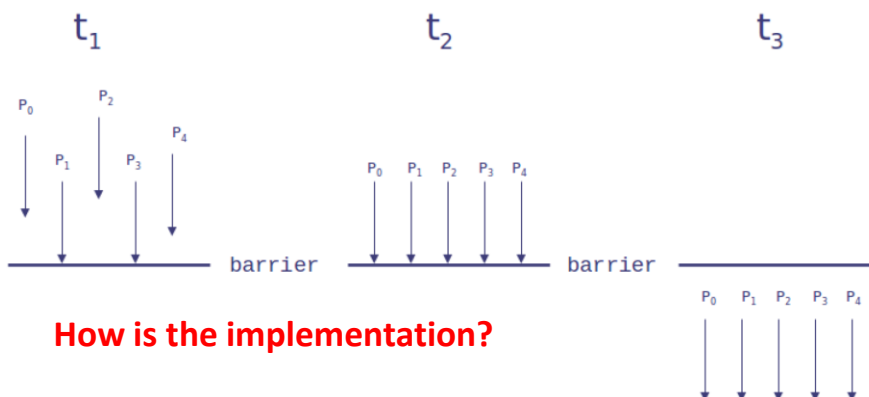 t₁ t₂ t₃
P₀ P₁ P₂ P₃ P₄
P₀ P₁ P₂ P₃ P₄
barrier barrier
P₀ P₁ P₂ P₃ P₄
How is the implementation?